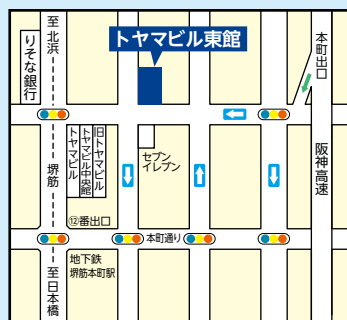 至北浜
トヤマビル東館
りそな銀行
本町出口
トヤマビル
トヤマビル中央館
旧トヤマビル
セブン
イレブン
堺筋
阪神高速
⑫番出口
本町通り
地下鉄
堺筋本町駅
至日本橋